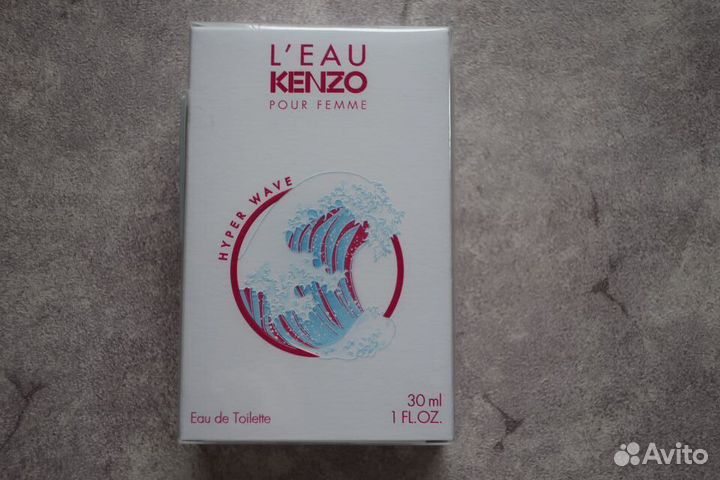 L'EAU
KENZO
POUR FEMME
HYPER WAVE
Eau de Toilette
30 ml
1 FL.OZ.
Avito